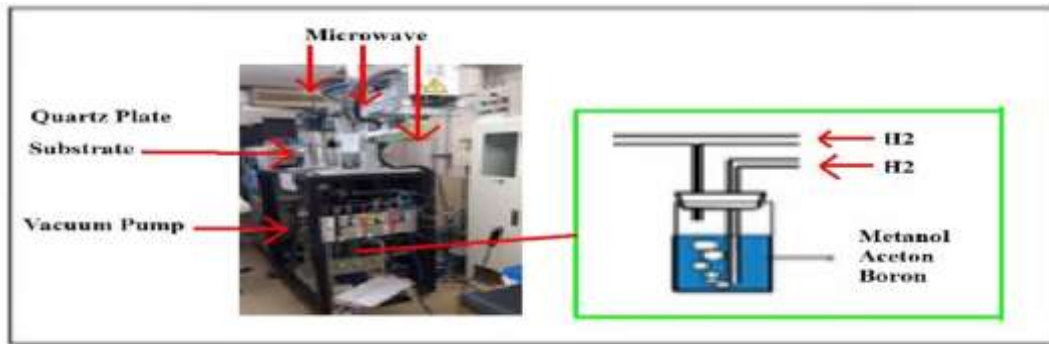 Microwave
Quartz Plate
Substrate
Vacuum Pump
H2
H2
Metanol
Aceton
Boron